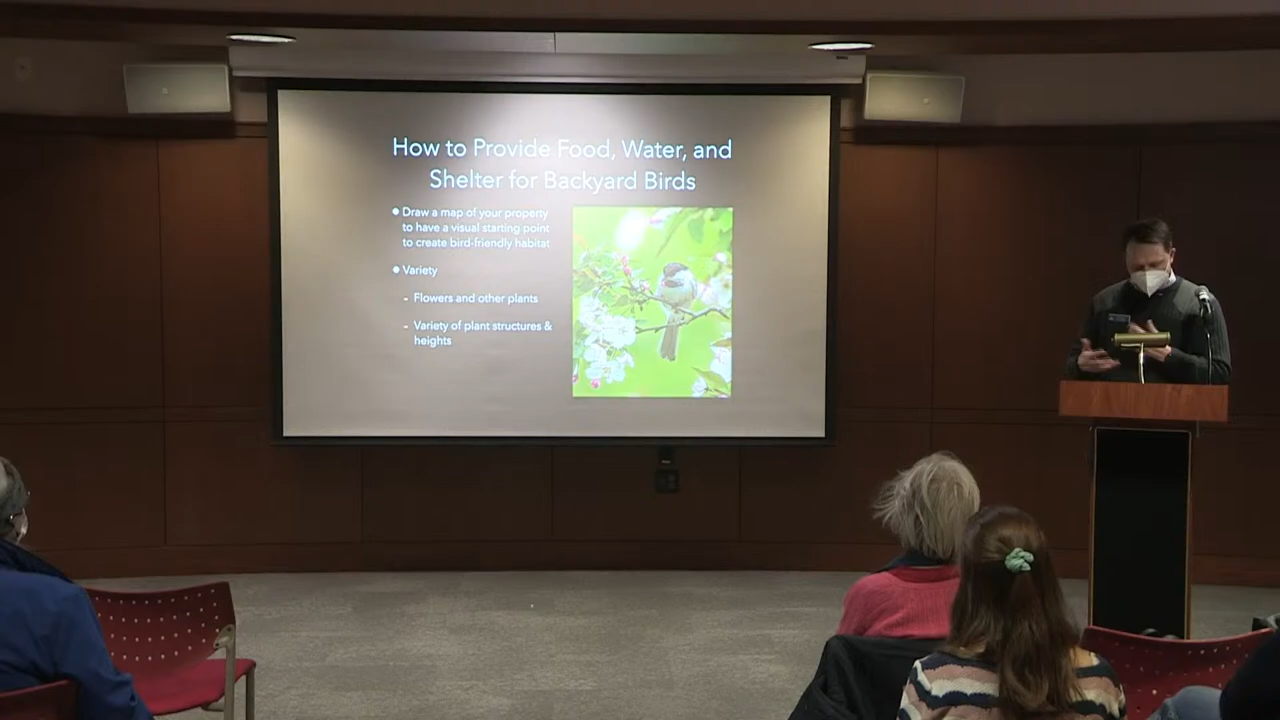 How to Provide Food, Water, and
Shelter for Backyard Birds
● Draw a map of your property
to have a visual starting point
to create bird-friendly habitat
● Variety
- Flowers and other plants
- Variety of plant structures &
heights